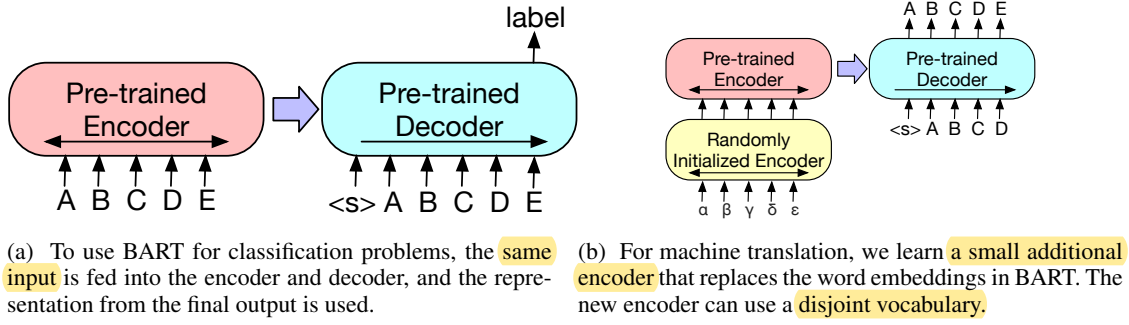 label
Pre-trained
Encoder
Pre-trained
Decoder
A B C D E
<s> A B C D E
(a) To use BART for classification problems, the same
input is fed into the encoder and decoder, and the repre-
sentation from the final output is used.
A B C D E
Pre-trained
Encoder
Pre-trained
Decoder
<s> A B C D
Randomly
Initialized Encoder
α β γ δ ε
(b) For machine translation, we learn a small additional
encoder that replaces the word embeddings in BART. The
new encoder can use a disjoint vocabulary.